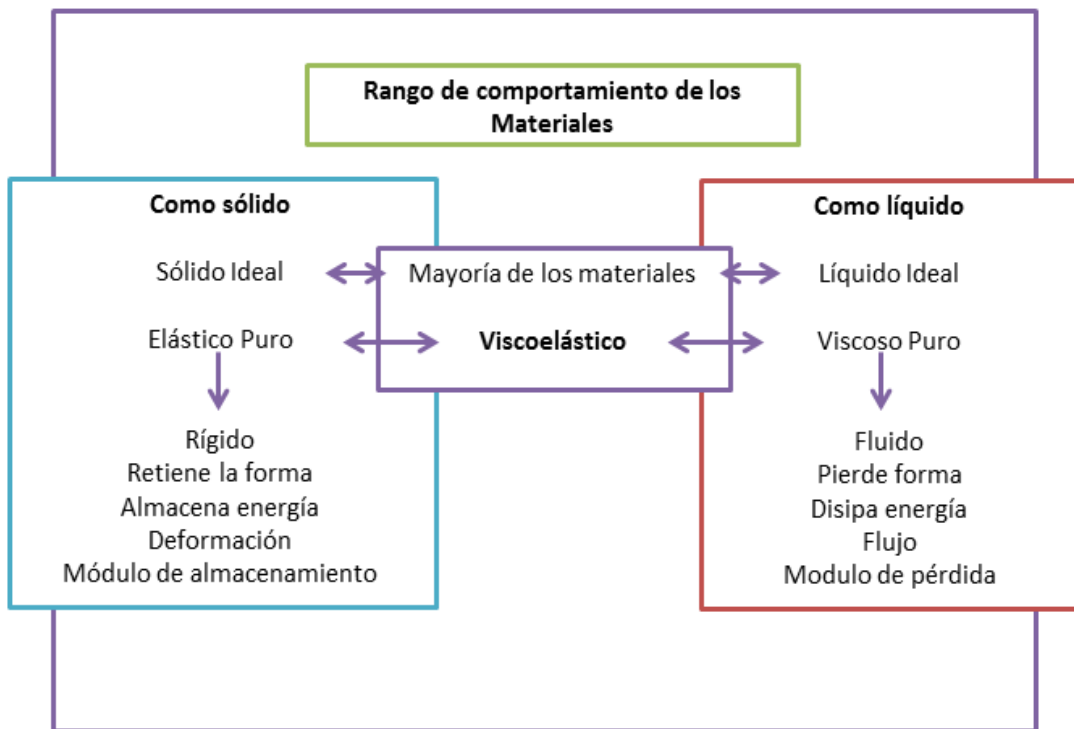 Rango de comportamiento de los
Materiales
Como sólido
Sólido Ideal
Elástico Puro
Rígido
Retiene la forma
Almacena energía
Deformación
Módulo de almacenamiento
Mayoría de los materiales
Viscoelástico
Como líquido
Líquido Ideal
Viscoso Puro
Fluido
Pierde forma
Disipa energía
Flujo
Modulo de pérdida